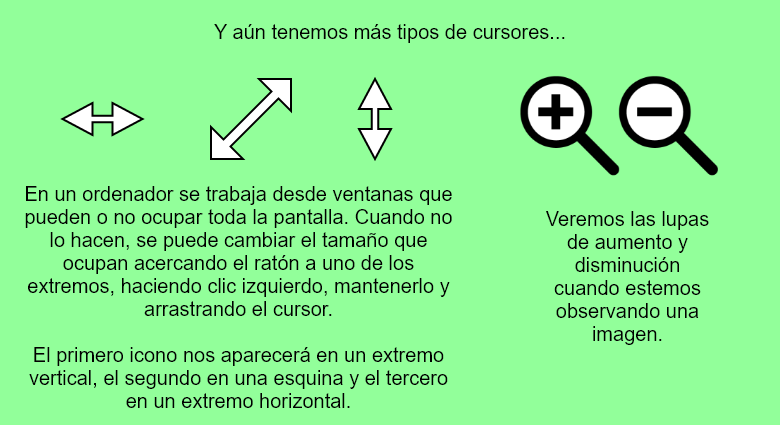 Y aún tenemos más tipos de cursores...
En un ordenador se trabaja desde ventanas que
pueden o no ocupar toda la pantalla. Cuando no
lo hacen, se puede cambiar el tamaño que
ocupan acercando el ratón a uno de los
extremos, haciendo clic izquierdo, mantenerlo y
arrastrando el cursor.
El primero icono nos aparecerá en un extremo
vertical, el segundo en una esquina y el tercero
en un extremo horizontal.
Veremos las lupas
de aumento y
disminución
cuando estemos
observando una
imagen.